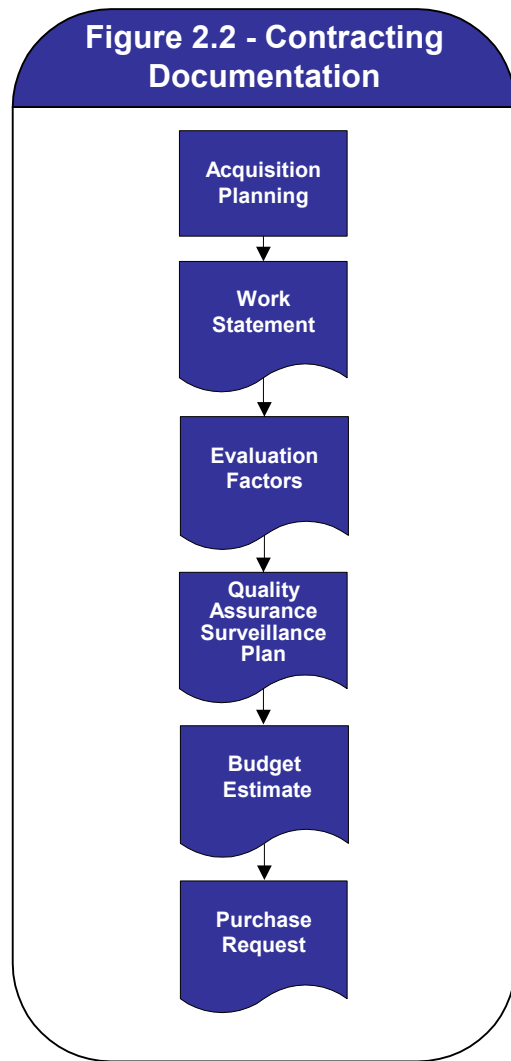 Figure 2.2 - Contracting
Documentation
Acquisition
Planning
Work
Statement
Evaluation
Factors
Quality
Assurance
Surveillance
Plan
Budget
Estimate
Purchase
Request